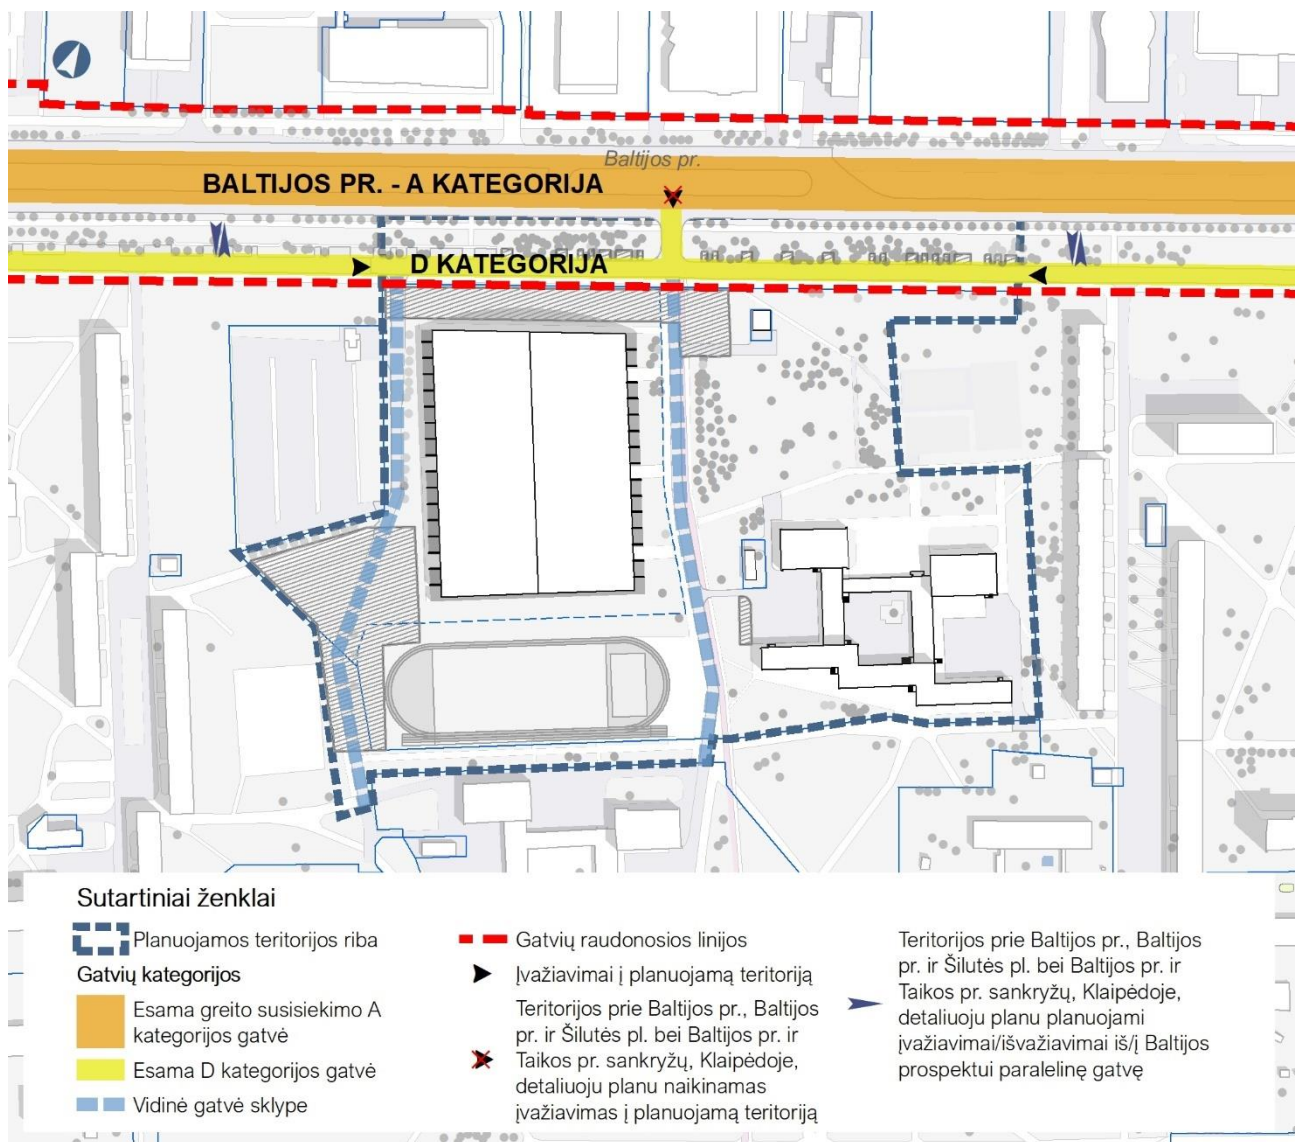 Baltijos pr.
BALTIJOS PR. - A KATEGORIJA
D KATEGORIJA
Sutartiniai ženklai
Planuojamos teritorijos riba
Gatvių kategorijos
Esama greito susisiekimo A
kategorijos gatvė
Esama D kategorijos gatvė
Vidinė gatvė sklype
Gatvių raudonosios linijos
Įvažiavimai į planuojamą teritoriją
Teritorijos prie Baltijos pr., Baltijos
pr. ir Šilutės pl. bei Baltijos pr. ir
Taikos pr. sankryžų, Klaipėdoje,
detaliuoju planu naikinamas
įvažiavimas į planuojamą teritoriją
Teritorijos prie Baltijos pr., Baltijos
pr. ir Šilutės pl. bei Baltijos pr. ir
Taikos pr. sankryžų, Klaipėdoje,
detaliuoju planu planuojami
įvažiavimai/išvažiavimai iš/į Baltijos
prospektui paralelinę gatvę